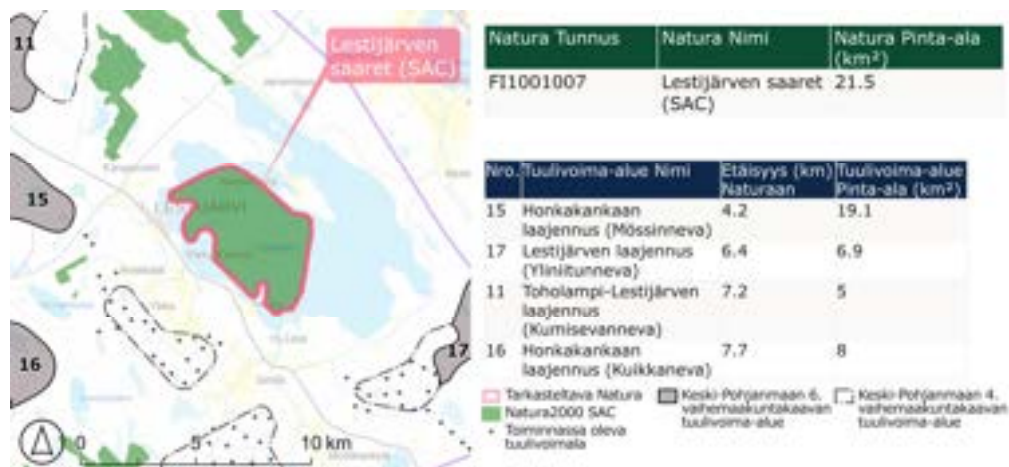 11
Lestijärven
saaret (SAC)
15
16
17
0 5 10 km
Natura Tunnus Natura Nimi Natura Pinta-ala
(km²)
FI1001007 Lestijärven saaret 21.5
(SAC)
Nro. Tuulivoima-alue Nimi Etäisyys (km) Tuulivoima-alue
Naturaan Pinta-ala (km²)
15 Honkakankaan 4.2 19.1
laajennus (Mössinneva)
17 Lestijärven laajennus 6.4 6.9
(Yliniitunneva)
11 Toholampi-Lestijärven 7.2 5
laajennus
(Kumisevanneva)
16 Honkakankaan 7.7 8
laajennus (Kuikkaneva)
Tarkasteltava Natura
Natura2000 SAC
Toiminnassa oleva
tuulivoimala
Keski-Pohjanmaan 6.
vaihemaakuntakaavan
tuulivoima-alue
Keski-Pohjanmaan 4.
vaihemaakuntakaavan
tuulivoima-alue